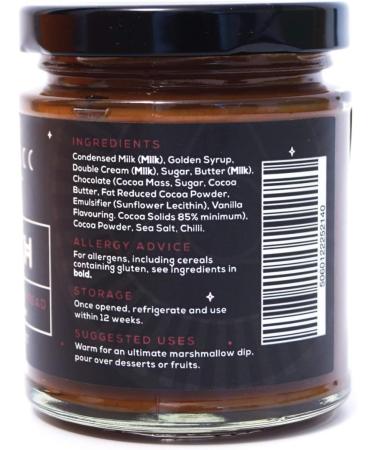 INGREDIENTS
Condensed Milk (Milk), Golden Syrup,
Double Cream (Milk), Sugar, Butter (Milk),
Chocolate (Cocoa Mass, Sugar, Cocoa
Butter, Fat Reduced Cocoa Powder,
Emulsifier (Sunflower Lecithin), Vanilla
Flavouring. Cocoa Solids 85% minimum),
Cocoa Powder, Sea Salt, Chilli.
ALLERGY ADVICE
For allergens, including cereals
containing gluten, see ingredients in
bold.
STORAGE
Once opened, refrigerate and use
within 12 weeks.
SUGGESTED USES
Warm for an ultimate marshmallow dip,
pour over desserts or fruits.
5060122252140